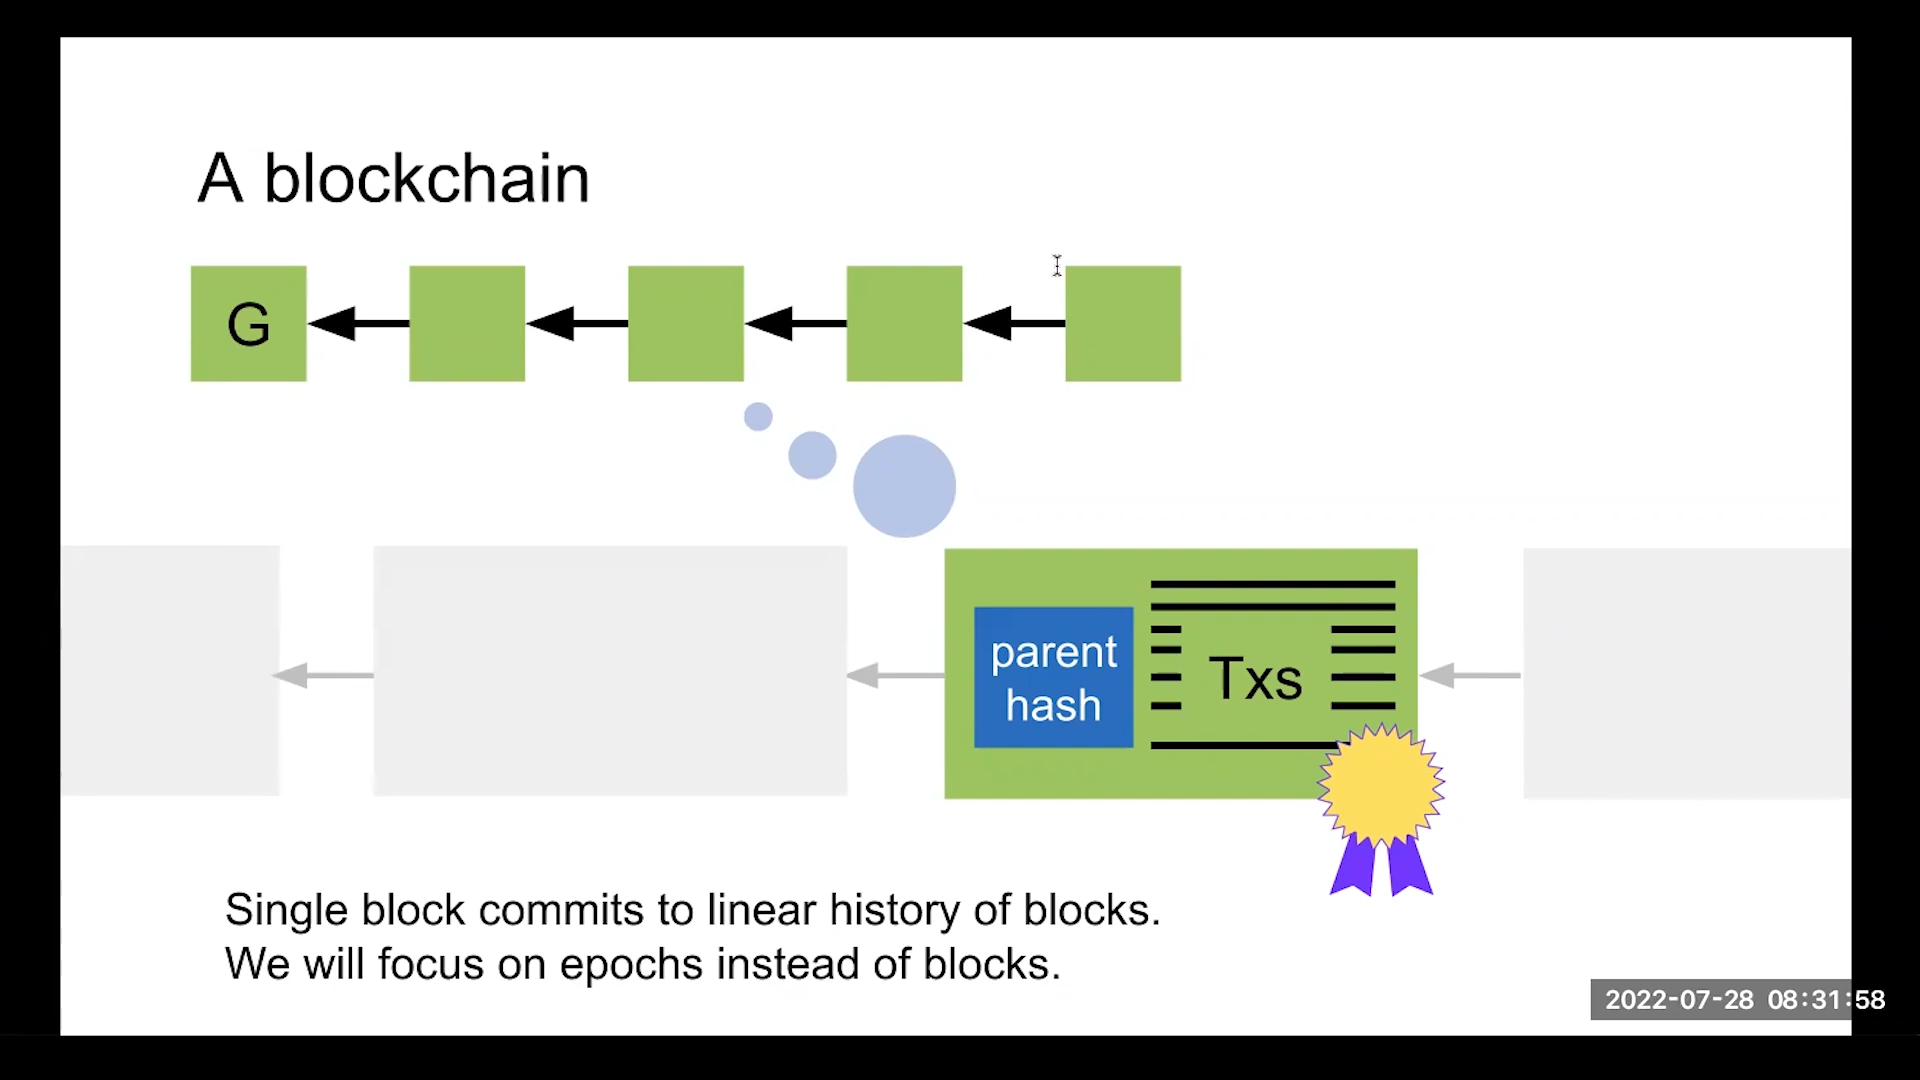 A blockchain
G
parent
hash
Txs
Single block commits to linear history of blocks.
We will focus on epochs instead of blocks.
2022-07-28 08:31:58